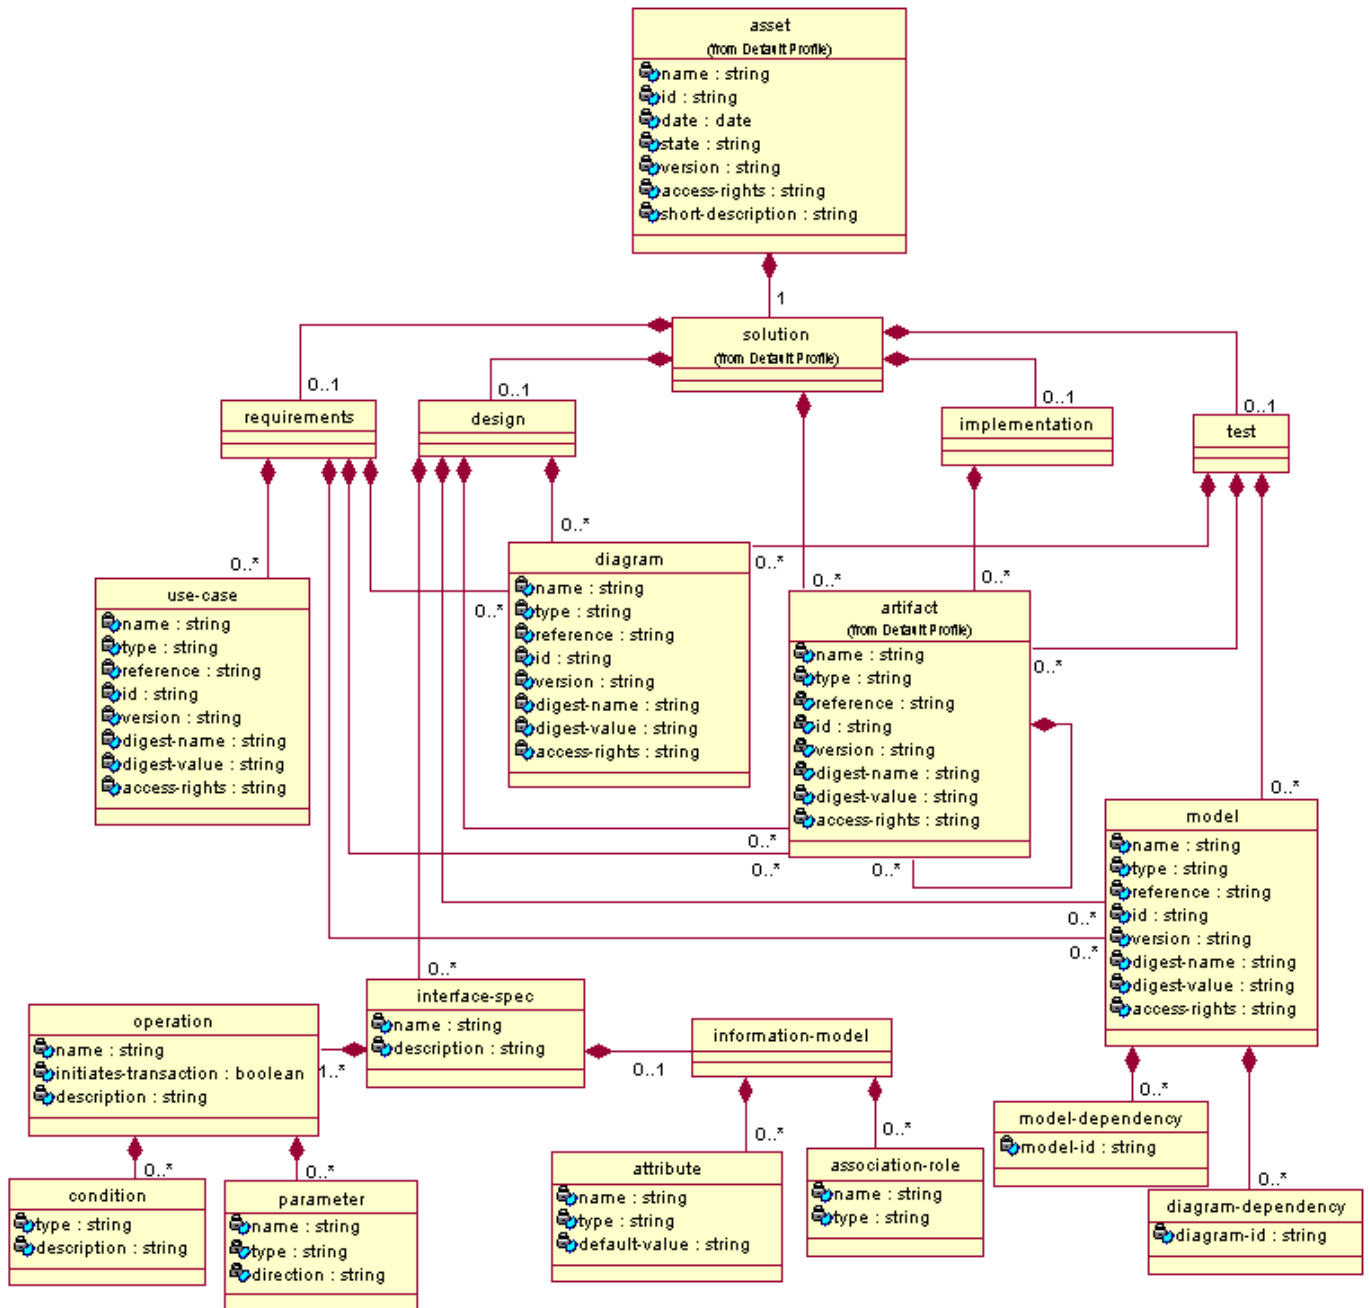 asset
(from Default Profile)
name : string
id : string
date : date
state : string
version : string
access-rights : string
short-description : string
1
solution
(from Default Profile)
0..1
0..1
0..1
0..1
requirements
design
implementation
test
0..*
0..*
0..*
0..*
0..*
0..*
0..*
use-case
name : string
type : string
reference : string
id : string
version : string
digest-name : string
digest-value : string
access-rights : string
diagram
name : string
type : string
reference : string
id : string
version : string
digest-name : string
digest-value : string
access-rights : string
artifact
(from Default Profile)
name : string
type : string
reference : string
id : string
version : string
digest-name : string
digest-value : string
access-rights : string
0..*
0..*
0..*
0..*
0..*
model
name : string
type : string
reference : string
id : string
version : string
digest-name : string
digest-value : string
access-rights : string
0..*
0..*
0..*
interface-spec
name : string
description : string
operation
name : string
initiates-transaction : boolean
description : string
1..*
0..1
information-model
0..*
0..*
0..*
0..*
0..*
0..*
condition
type : string
description : string
parameter
name : string
type : string
direction : string
attribute
name : string
type : string
default-value : string
association-role
name : string
type : string
model-dependency
model-id : string
diagram-dependency
diagram-id : string